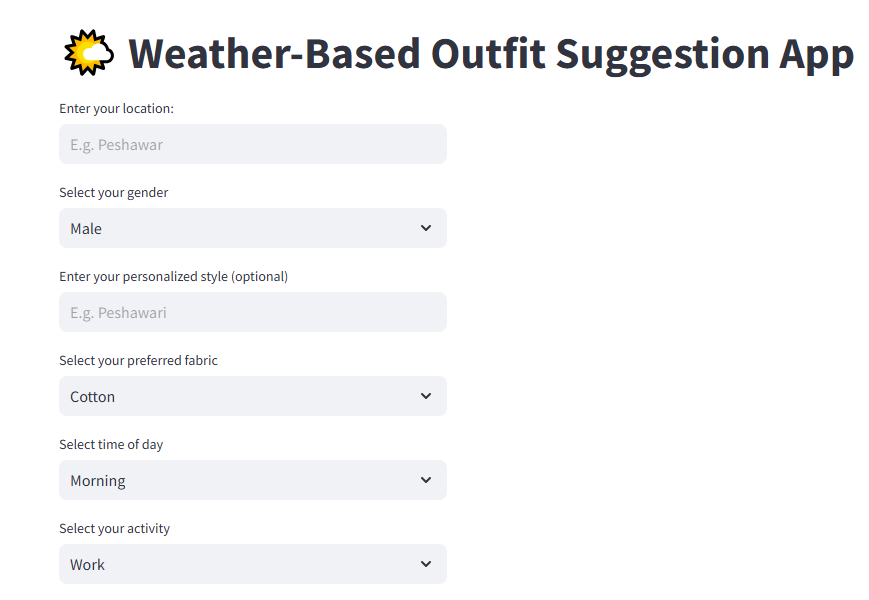 Weather-Based Outfit Suggestion App
Enter your location:
E.g. Peshawar
Select your gender
Male
Enter your personalized style (optional)
E.g. Peshawari
Select your preferred fabric
Cotton
Select time of day
Morning
Select your activity
Work